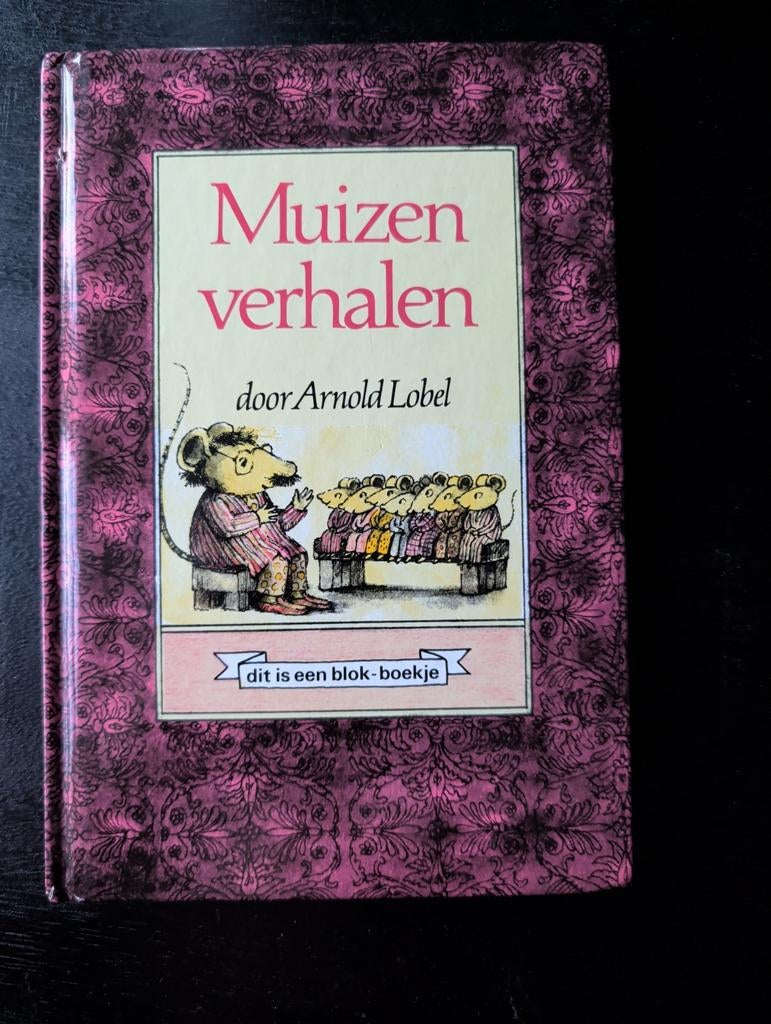 Muizen
verhalen
door Arnold Lobel
dit is een blok-boekje